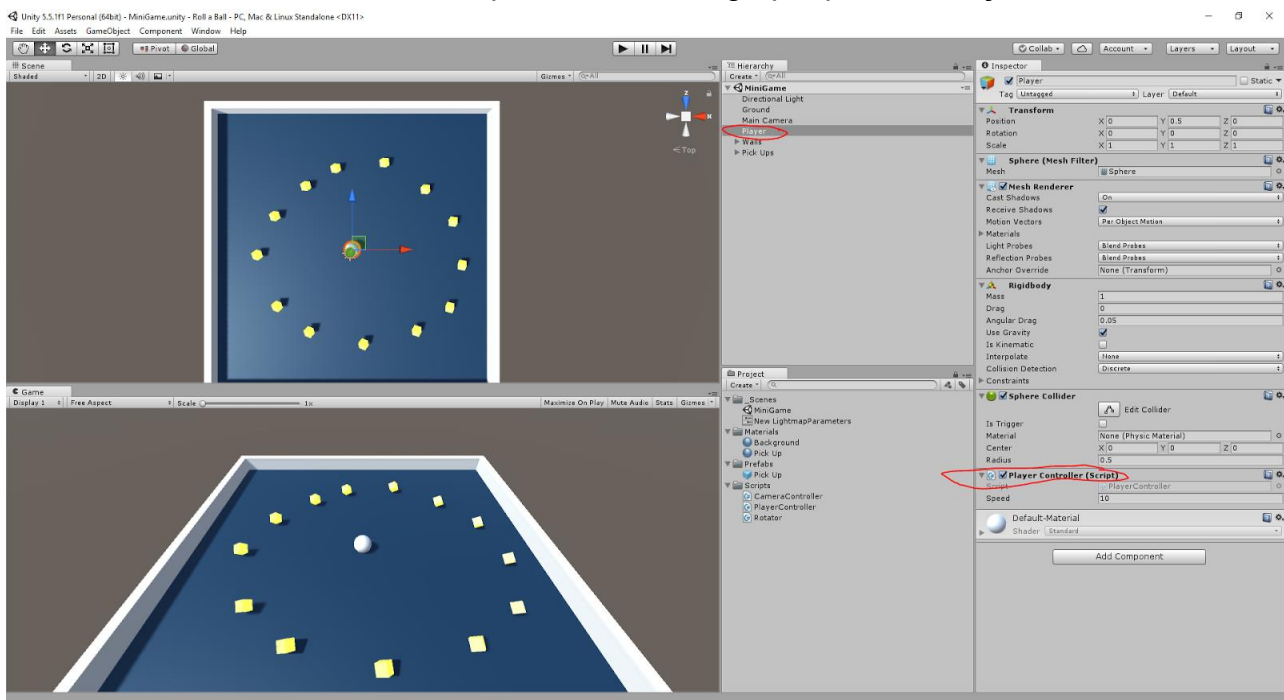 Unity 5.5.1f1 Personal (64bit) - MiniGame.unity - Roll a Ball - PC, Mac & Linux Standalone <DX11>
File Edit Assets GameObject Component Window Help
Pivot Global
Collab Account Layers Layout
Scene
Shaded 2D Gizmos All
z
x
Top
Game
Display 1 Free Aspect Scale 1x Maximize On Play Mute Audio Stats Gizmos
Hierarchy
Create All
MiniGame
Directional Light
Ground
Main Camera
Player
Walls
Pick Ups
Project
Create
_Scenes
MiniGame
New LightmapParameters
Materials
Background
Pick Up
Prefabs
Pick Up
Scripts
CameraController
PlayerController
Rotator
Inspector
Player Static
Tag Untagged Layer Default
Transform
Position X 0 Y 0.5 Z 0
Rotation X 0 Y 0 Z 0
Scale X 1 Y 1 Z 1
Sphere (Mesh Filter)
Mesh Sphere
Mesh Renderer
Cast Shadows On
Receive Shadows
Motion Vectors Per Object Motion
Materials
Light Probes Blend Probes
Reflection Probes Blend Probes
Anchor Override None (Transform)
Rigidbody
Mass 1
Drag 0
Angular Drag 0.05
Use Gravity
Is Kinematic
Interpolate None
Collision Detection Discrete
Constraints
Sphere Collider
Edit Collider
Is Trigger
Material None (Physic Material)
Center X 0 Y 0 Z 0
Radius 0.5
Player Controller (Script)
Script PlayerController
Speed 10
Default-Material
Shader Standard
Add Component